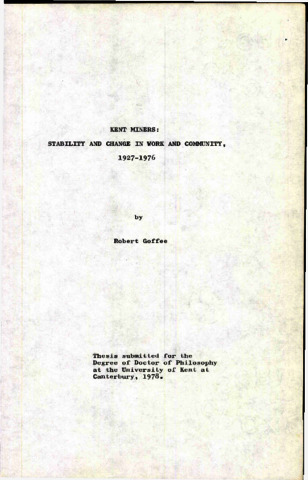 KENT MINERS:
STABILITY AND CHANGE IN WORK AND COMMUNITY,
1927-1976
by
Robert Goffee
Thesis submitted for the
Degree of Doctor of Philosophy
at the University of Kent at
Canterbury, 1978.